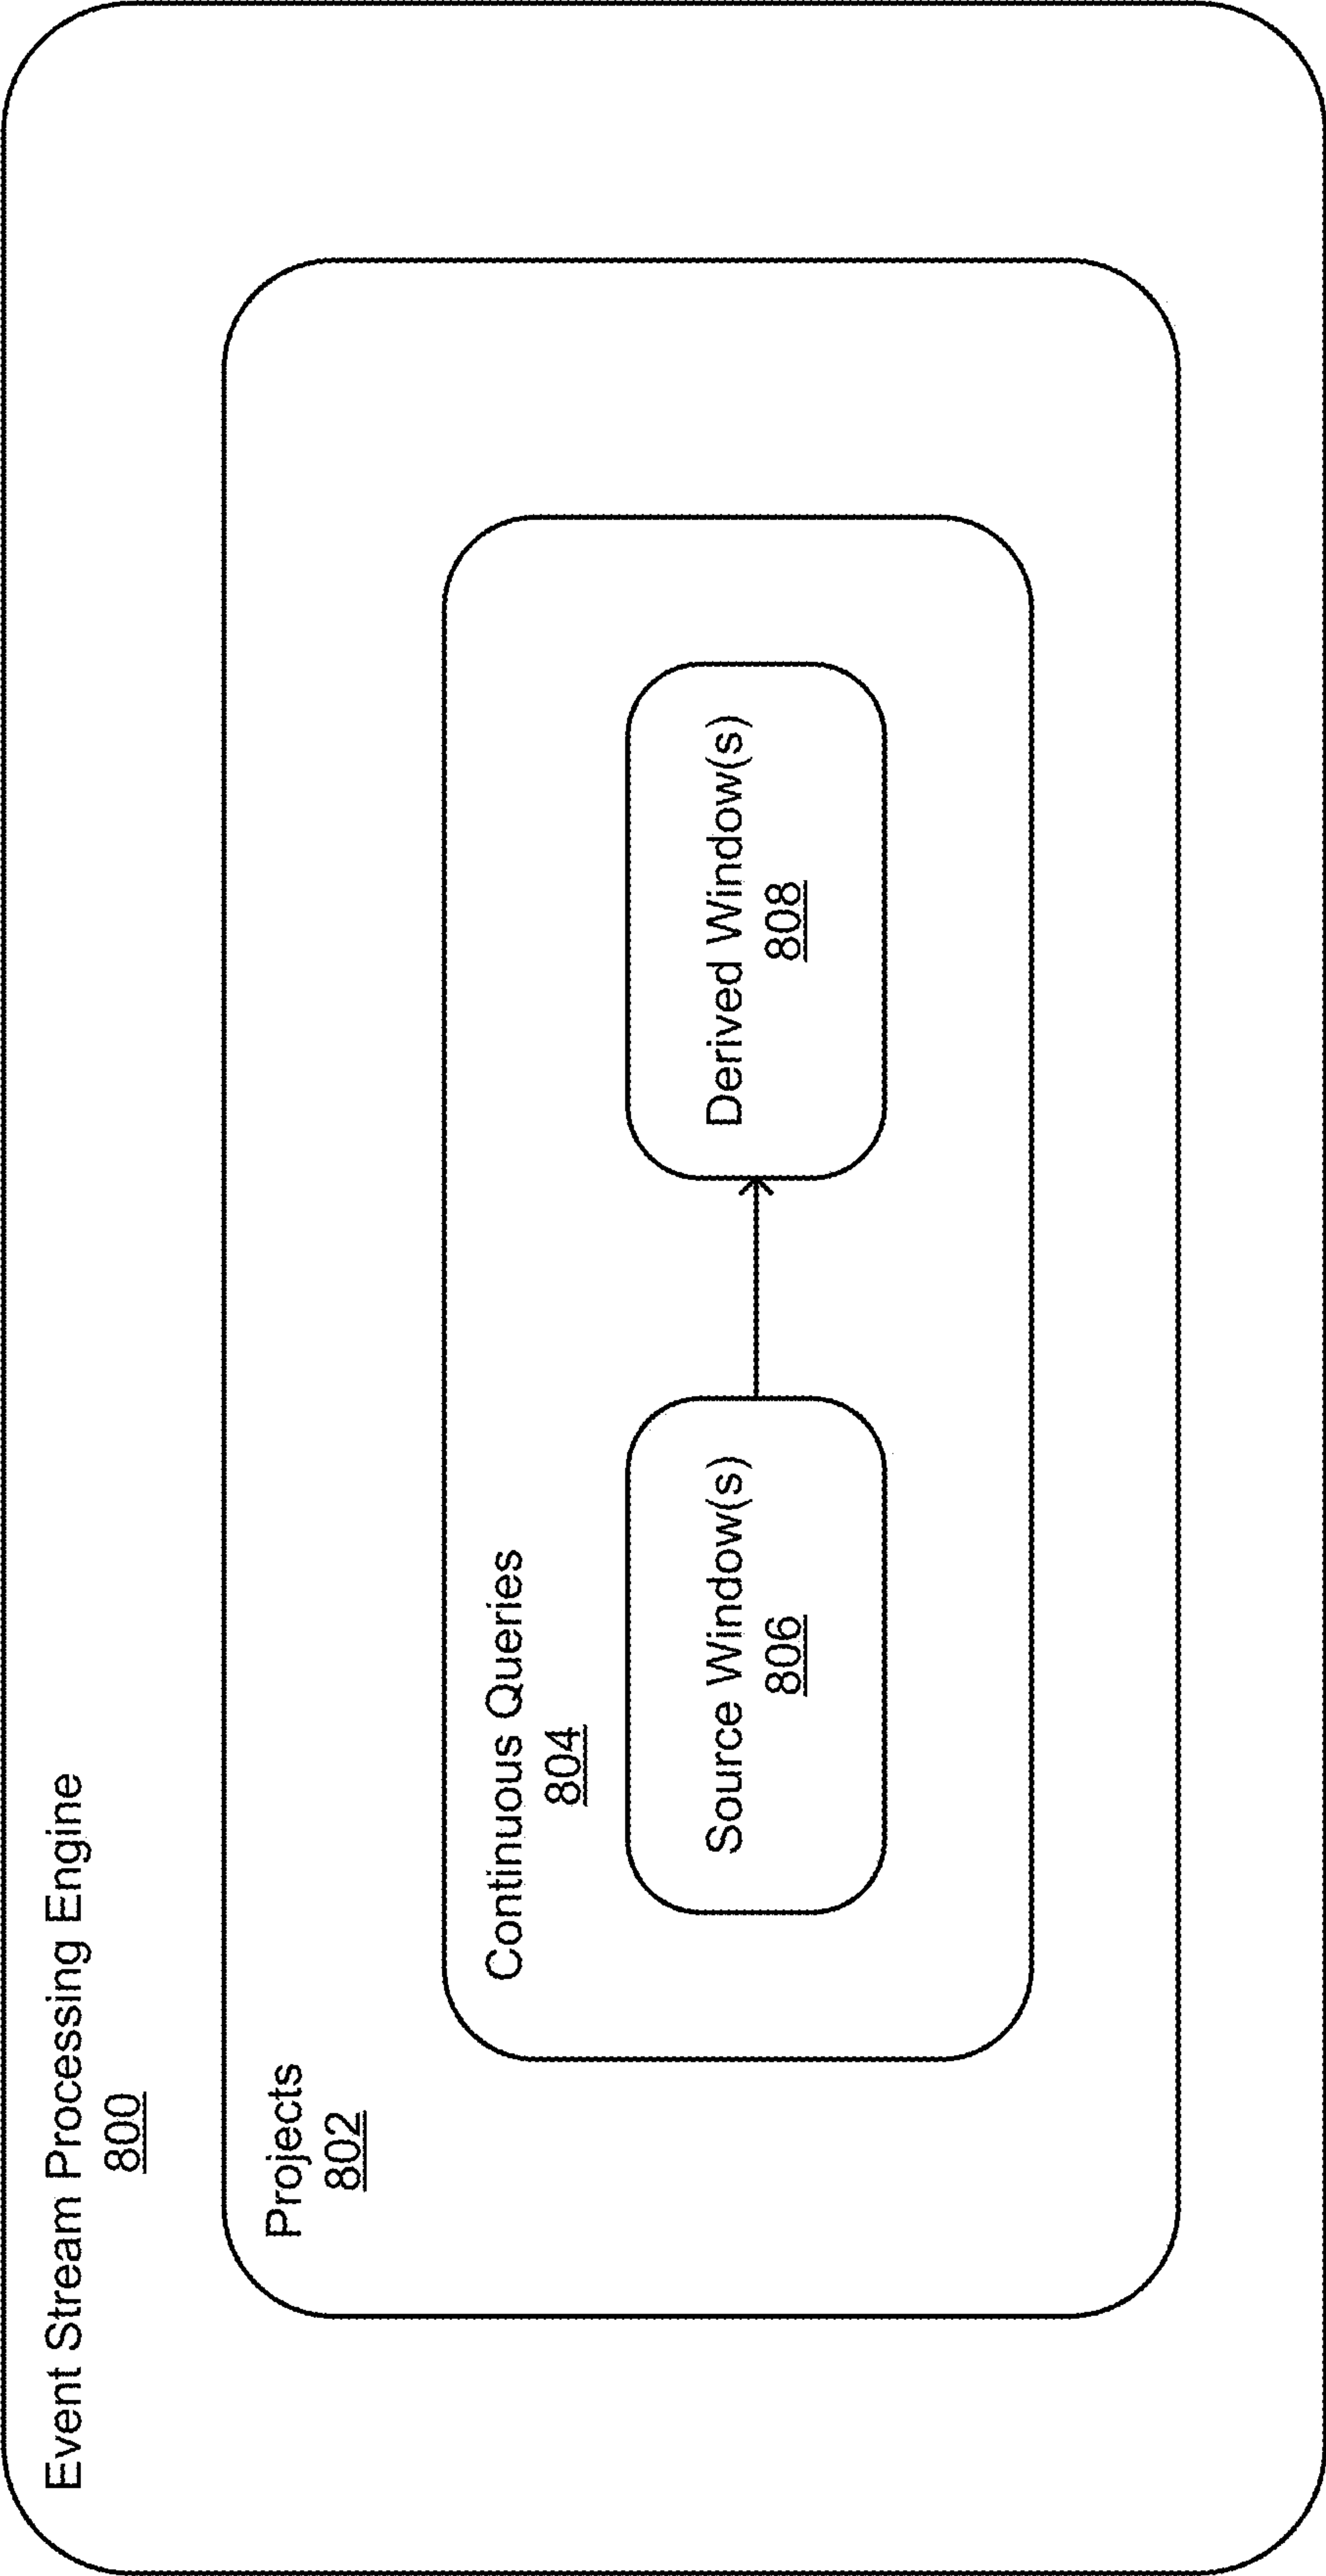 Event Stream Processing Engine
800
Projects
802
Continuous Queries
804
Source Window(s)
806
Derived Window(s)
808